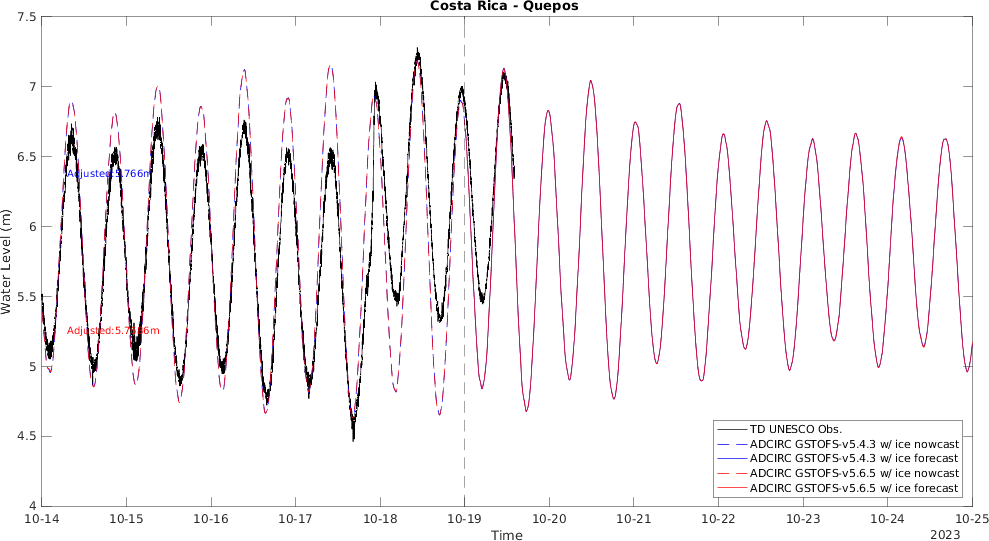 Costa Rica - Quepos
7.5
7
6.5
6
5.5
5
4.5
4
Water Level (m)
Adjusted:5.766m
TD UNESCO Obs.
ADCIRC GSTOFS-v5.4.3 w/ ice nowcast
ADCIRC GSTOFS-v5.4.3 w/ ice forecast
ADCIRC GSTOFS-v5.6.5 w/ ice nowcast
ADCIRC GSTOFS-v5.6.5 w/ ice forecast
10-14
10-15
10-16
10-17
10-18
10-19
10-20
10-21
10-22
10-23
10-24
10-25
Time
2023